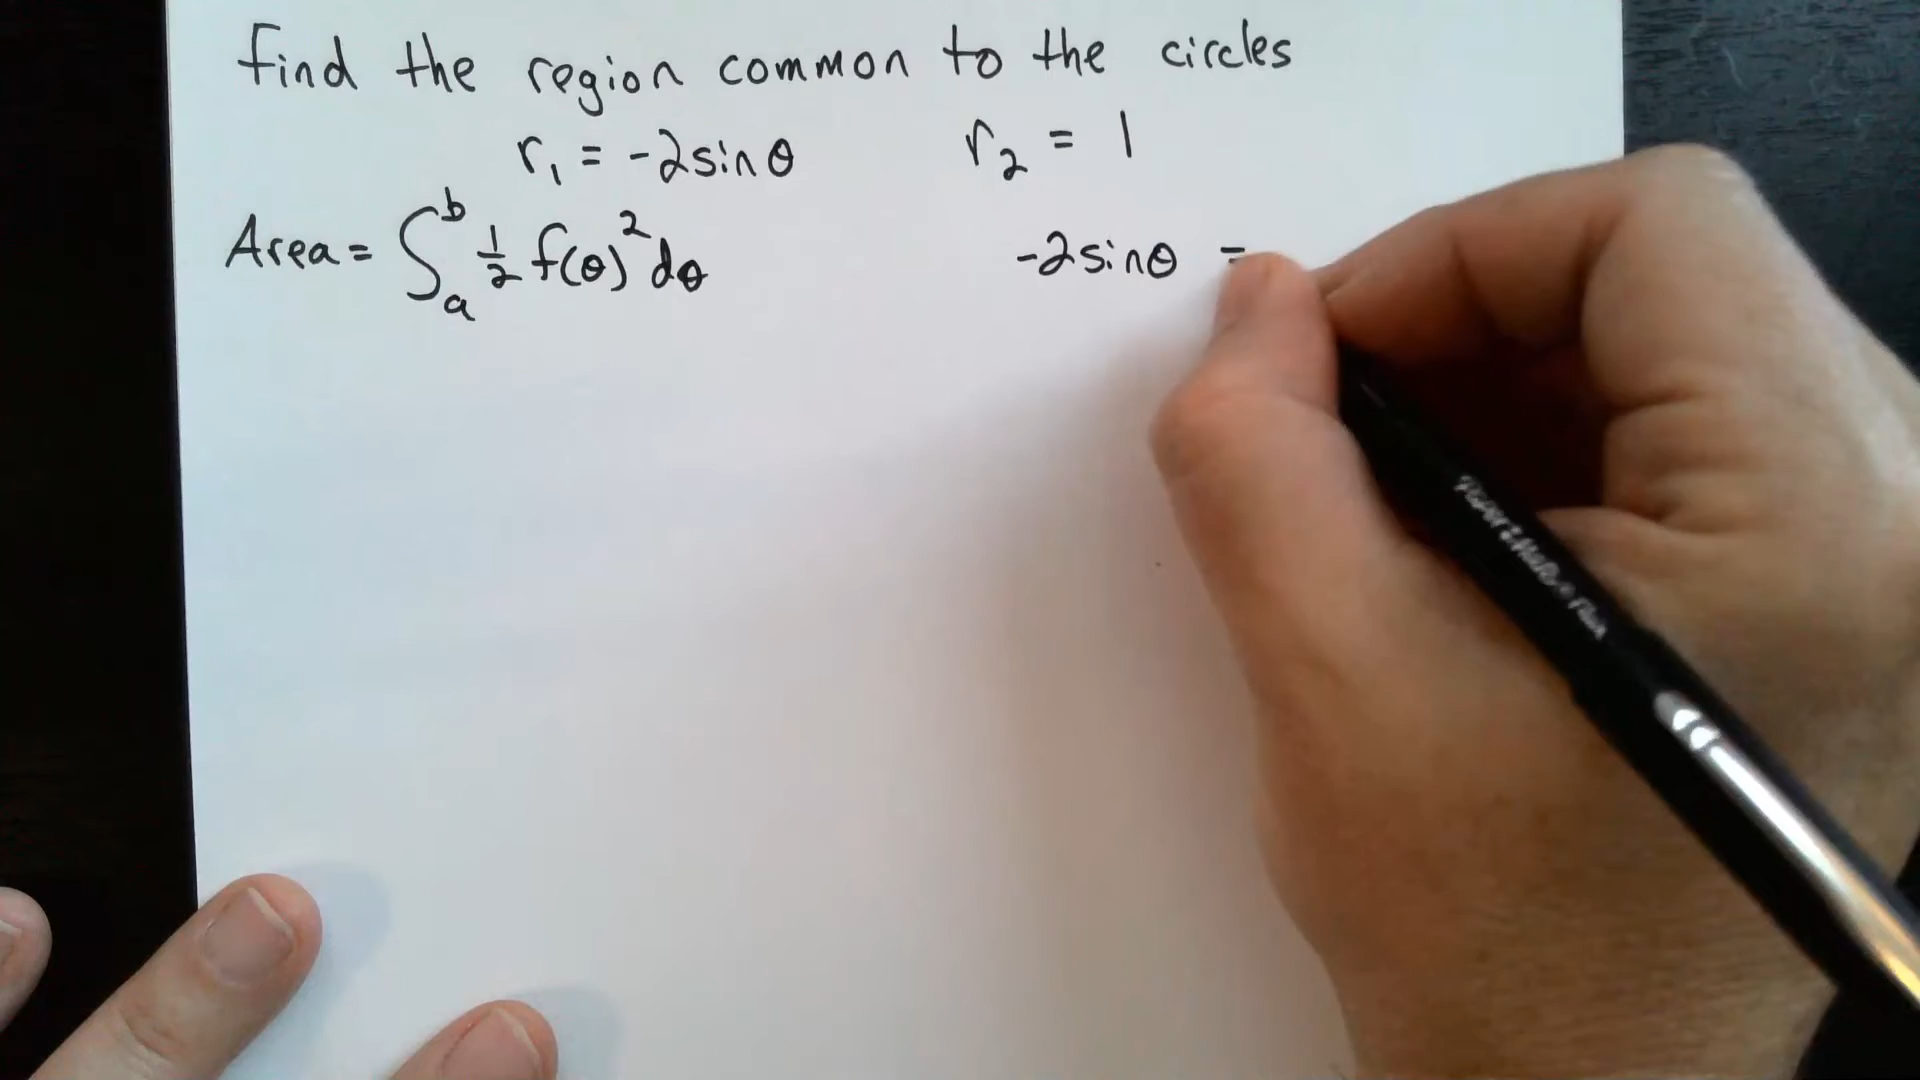 find the region common to the circles
r₁ = -2sinθ r₂ = 1
Area = ∫ₐᵇ ½ f(θ)² dθ -2sinθ =